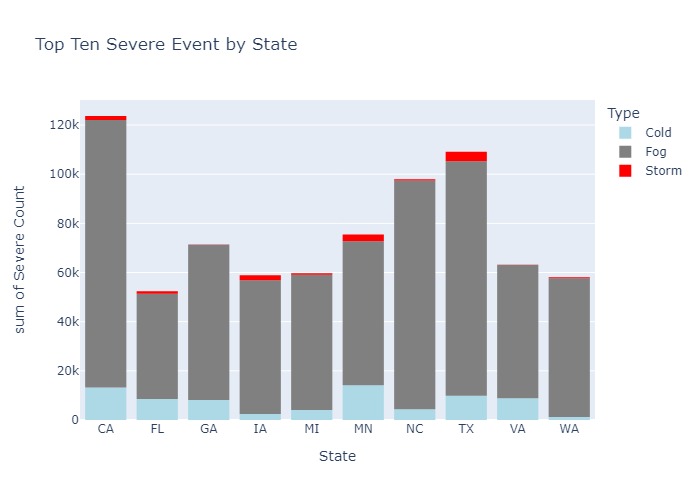 Top Ten Severe Event by State
Type
Cold
Fog
Storm
120k
100k
80k
60k
40k
20k
0
sum of Severe Count
CA FL GA IA MI MN NC TX VA WA
State